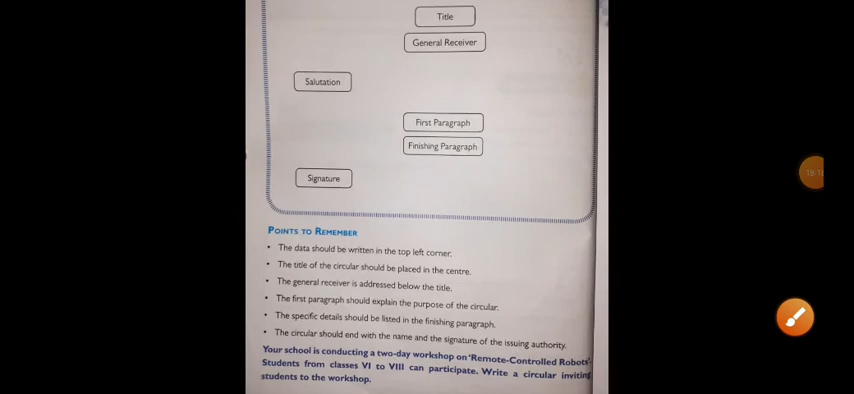 Title
General Receiver
Salutation
First Paragraph
Finishing Paragraph
Signature
POINTS TO REMEMBER
• The data should be written in the top left corner.
• The title of the circular should be placed in the centre.
• The general receiver is addressed below the title.
• The first paragraph should explain the purpose of the circular.
• The specific details should be listed in the finishing paragraph.
• The circular should end with the name and the signature of the issuing authority.
Your school is conducting a two-day workshop on 'Remote-Controlled Robots'.
Students from classes VI to VIII can participate. Write a circular inviting
students to the workshop.